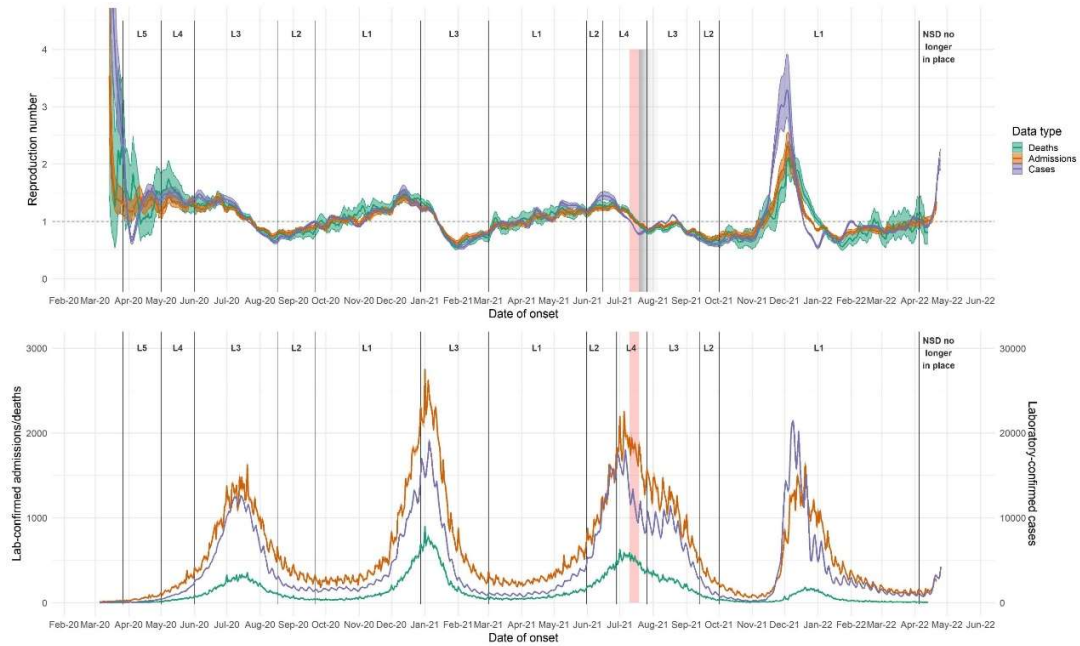 L5 L4 L3 L2 L1 L3 L1 L2 L4 L3 L2 L1 NSD no
longer
in place
4
3
2
1
0
Reproduction number
Data type
Deaths
Admissions
Cases
Feb-20 Mar-20 Apr-20 May-20 Jun-20 Jul-20 Aug-20 Sep-20 Oct-20 Nov-20 Dec-20 Jan-21 Feb-21 Mar-21 Apr-21 May-21 Jun-21 Jul-21 Aug-21 Sep-21 Oct-21 Nov-21 Dec-21 Jan-22 Feb-22 Mar-22 Apr-22 May-22 Jun-22
Date of onset
L5 L4 L3 L2 L1 L3 L1 L2 L4 L3 L2 L1 NSD no
longer
in place
3000 30000
2000 20000
1000 10000
0 0
Lab-confirmed admissions/deaths
Laboratory-confirmed cases
Feb-20 Mar-20 Apr-20 May-20 Jun-20 Jul-20 Aug-20 Sep-20 Oct-20 Nov-20 Dec-20 Jan-21 Feb-21 Mar-21 Apr-21 May-21 Jun-21 Jul-21 Aug-21 Sep-21 Oct-21 Nov-21 Dec-21 Jan-22 Feb-22 Mar-22 Apr-22 May-22 Jun-22
Date of onset